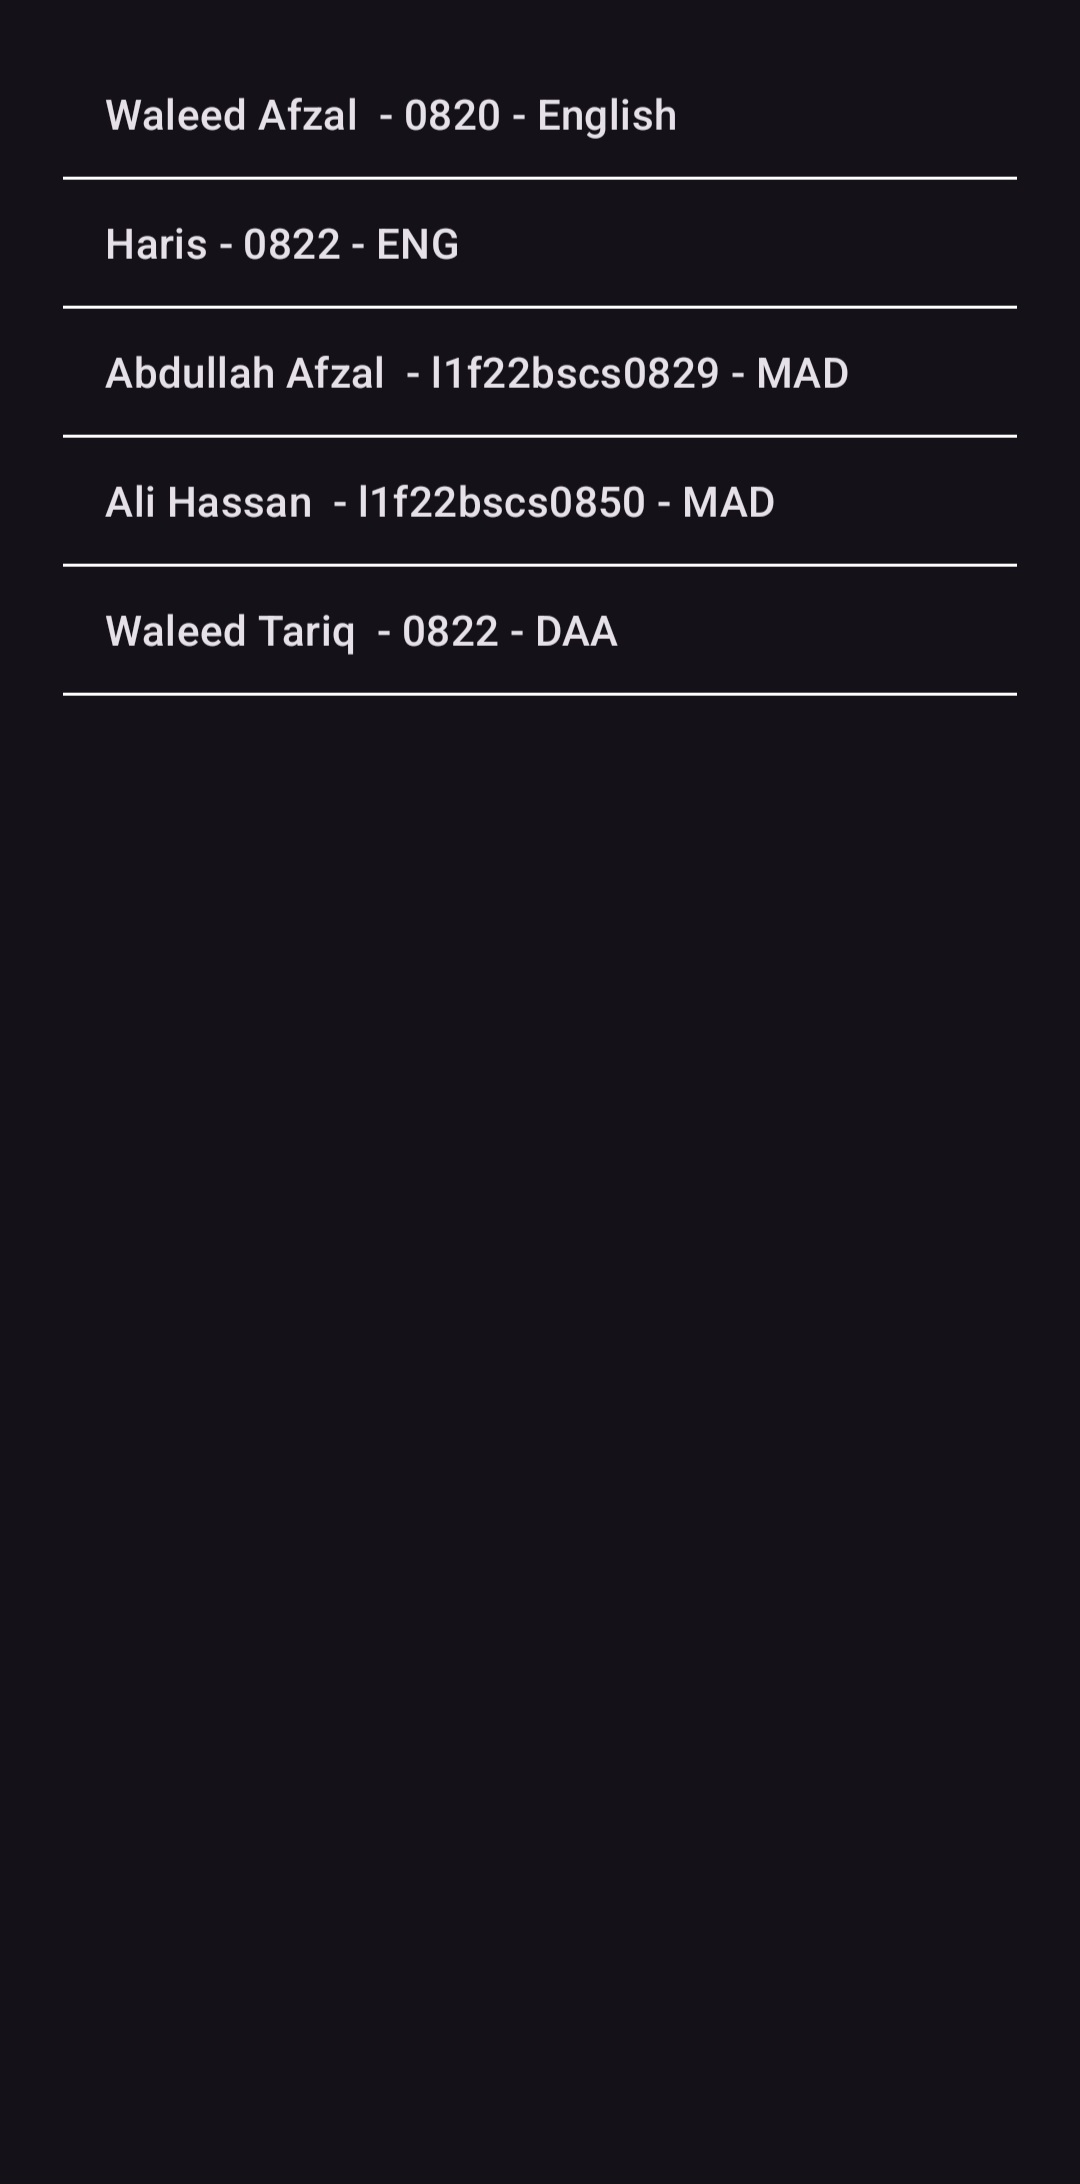 Waleed Afzal  - 0820 - English
Haris - 0822 - ENG
Abdullah Afzal  - l1f22bscs0829 - MAD
Ali Hassan  - l1f22bscs0850 - MAD
Waleed Tariq  - 0822 - DAA